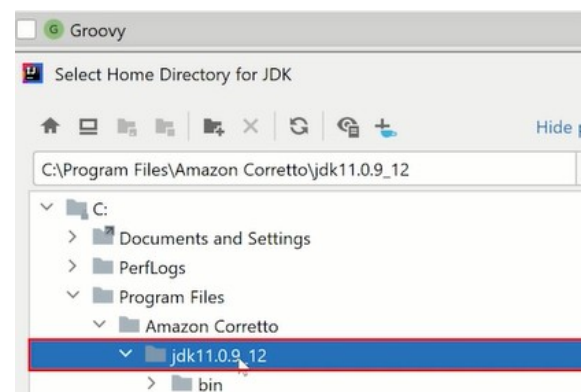 G Groovy
Select Home Directory for JDK
Hide p
C:\Program Files\Amazon Corretto\jdk11.0.9_12
C:
Documents and Settings
PerfLogs
Program Files
Amazon Corretto
jdk11.0.9_12
bin